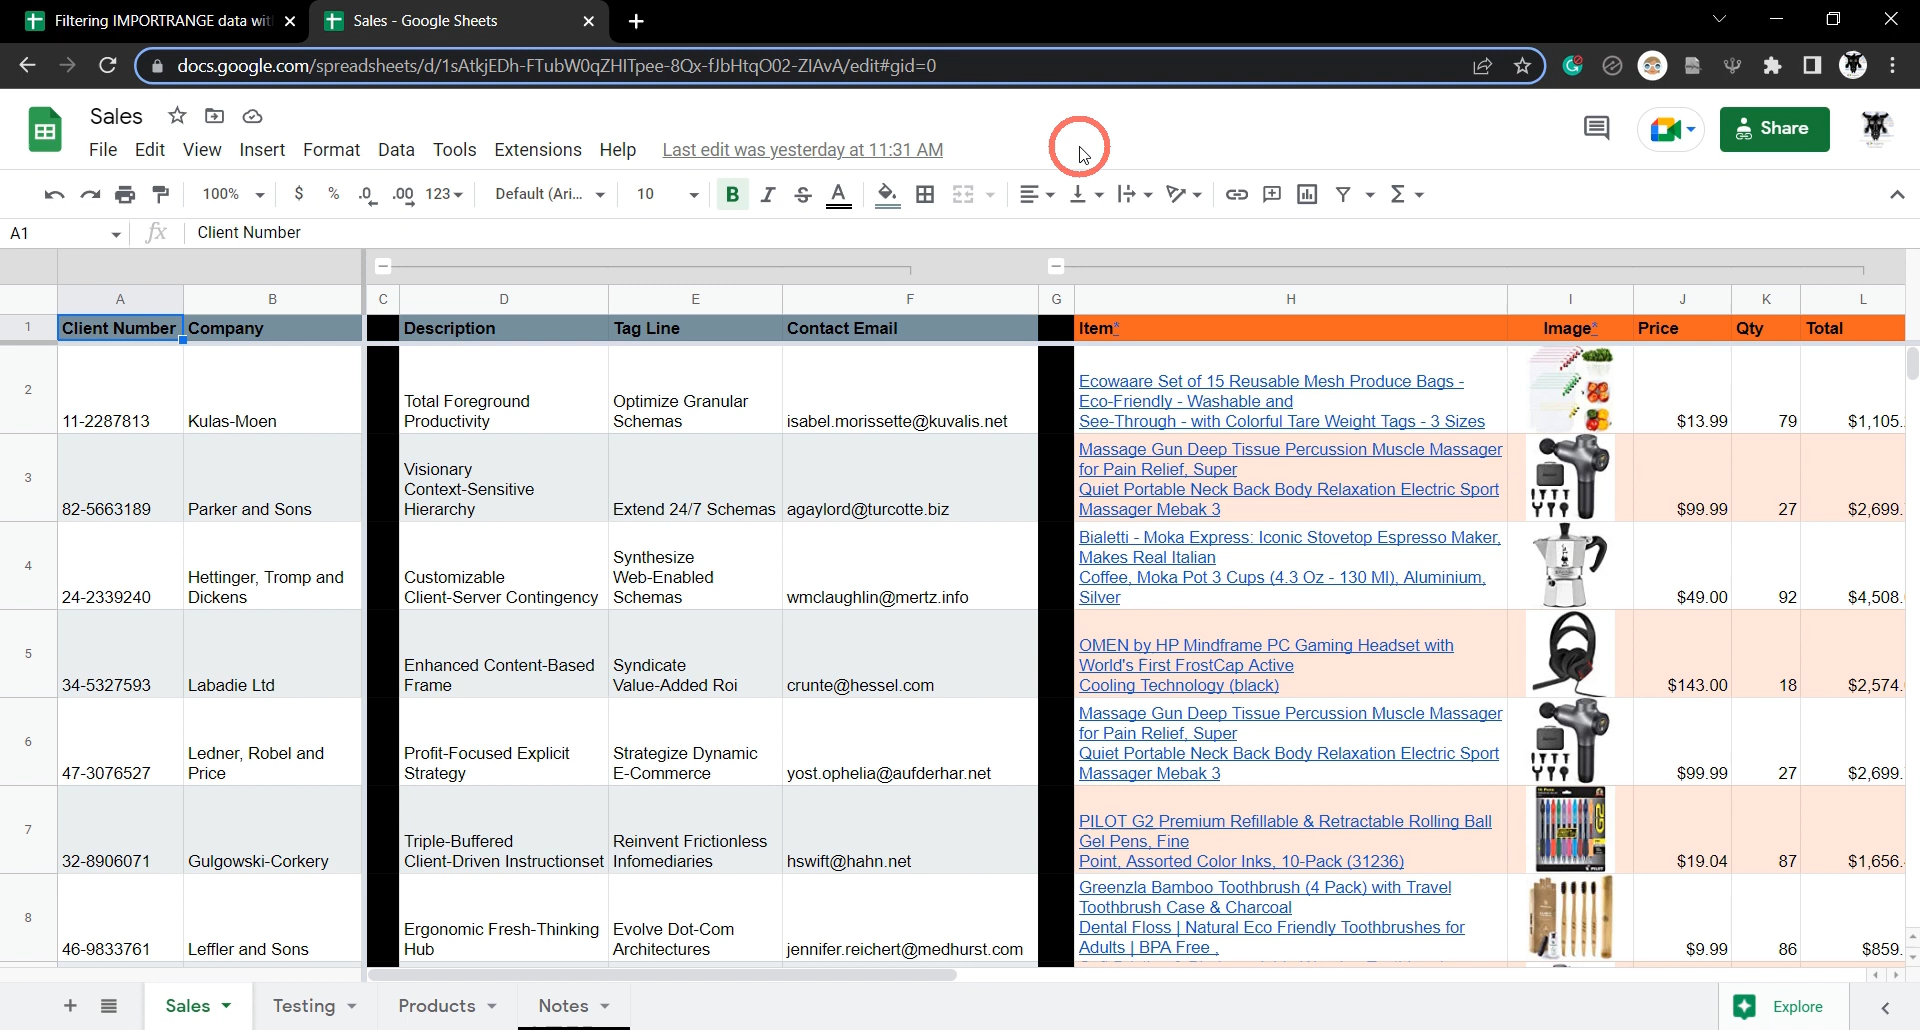 Filtering IMPORTRANGE data wit
Sales - Google Sheets
docs.google.com/spreadsheets/d/1sAtkjEDh-FTubW0qZHITpee-8Qx-fJbHtqO02-ZIAvA/edit#gid=0
Sales
File Edit View Insert Format Data Tools Extensions Help Last edit was yesterday at 11:31 AM
Share
100% $ % .0 .00 123 Default (Ari... 10 B I S A Σ
A1 fx Client Number
A B C D E F G H I J K L
1 Client Number Company Description Tag Line Contact Email Item* Image* Price Qty Total
Ecowaare Set of 15 Reusable Mesh Produce Bags -
2 Total Foreground Optimize Granular Eco-Friendly - Washable and
11-2287813 Kulas-Moen Productivity Schemas isabel.morissette@kuvalis.net See-Through - with Colorful Tare Weight Tags - 3 Sizes $13.99 79 $1,105.
Massage Gun Deep Tissue Percussion Muscle Massager
3 Visionary for Pain Relief, Super
Context-Sensitive Quiet Portable Neck Back Body Relaxation Electric Sport
82-5663189 Parker and Sons Hierarchy Extend 24/7 Schemas agaylord@turcotte.biz Massager Mebak 3 $99.99 27 $2,699.
Bialetti - Moka Express: Iconic Stovetop Espresso Maker,
4 Synthesize Makes Real Italian
Hettinger, Tromp and Customizable Web-Enabled Coffee, Moka Pot 3 Cups (4.3 Oz - 130 Ml), Aluminium,
24-2339240 Dickens Client-Server Contingency Schemas wmclaughlin@mertz.info Silver $49.00 92 $4,508.
OMEN by HP Mindframe PC Gaming Headset with
5 Enhanced Content-Based Syndicate World's First FrostCap Active
34-5327593 Labadie Ltd Frame Value-Added Roi crunte@hessel.com Cooling Technology (black) $143.00 18 $2,574.
Massage Gun Deep Tissue Percussion Muscle Massager
6 for Pain Relief, Super
Ledner, Robel and Profit-Focused Explicit Strategize Dynamic Quiet Portable Neck Back Body Relaxation Electric Sport
47-3076527 Price Strategy E-Commerce yost.ophelia@aufderhar.net Massager Mebak 3 $99.99 27 $2,699.
PILOT G2 Premium Refillable & Retractable Rolling Ball
7 Triple-Buffered Reinvent Frictionless Gel Pens, Fine
32-8906071 Gulgowski-Corkery Client-Driven Instructionset Infomediaries hswift@hahn.net Point, Assorted Color Inks, 10-Pack (31236) $19.04 87 $1,656.
Greenzla Bamboo Toothbrush (4 Pack) with Travel
8 Toothbrush Case & Charcoal
Ergonomic Fresh-Thinking Evolve Dot-Com Dental Floss | Natural Eco Friendly Toothbrushes for
46-9833761 Leffler and Sons Hub Architectures jennifer.reichert@medhurst.com Adults | BPA Free , $9.99 86 $859.
Sales Testing Products Notes Explore